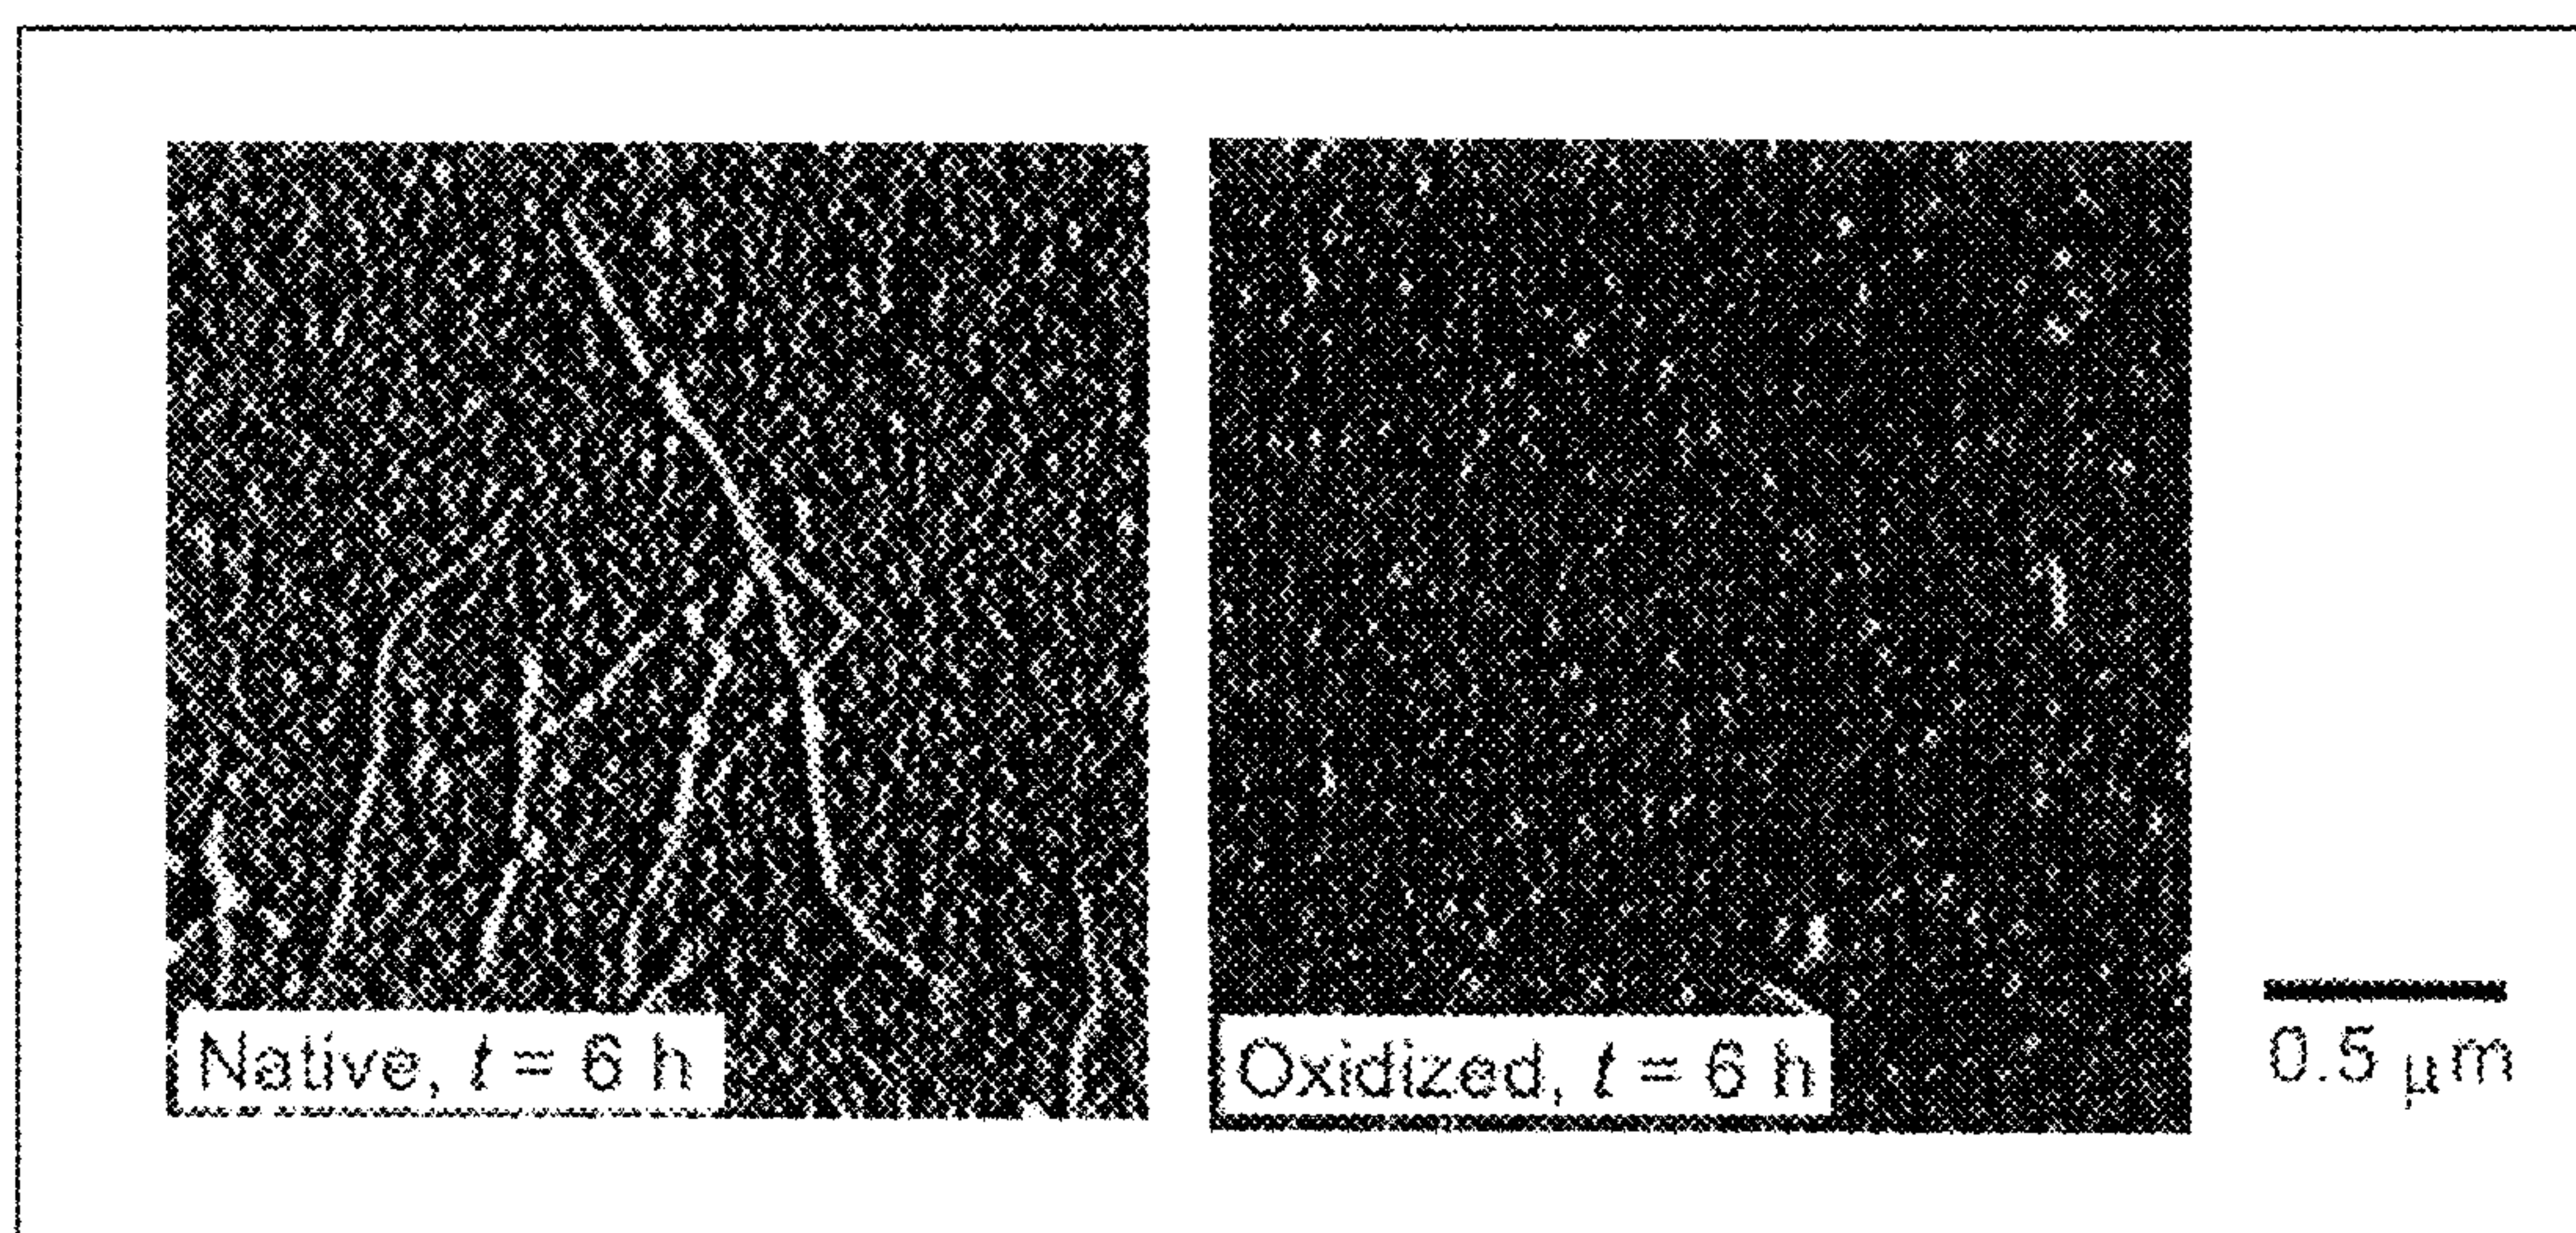 Native, t = 6 h
Oxidized, t = 6 h
0.5 μm